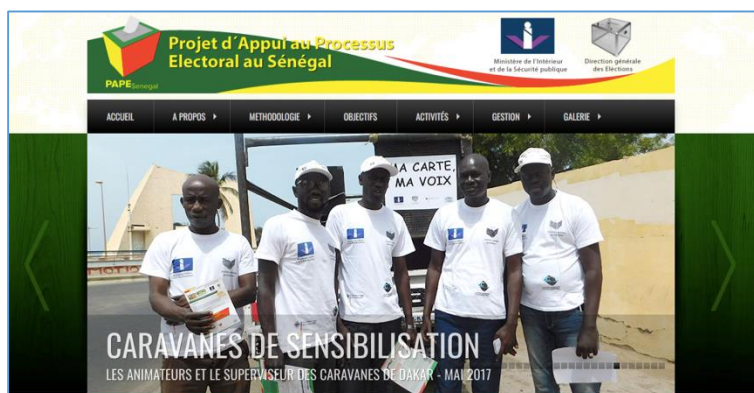 Projet d´Appui au Processus
Electoral au Sénégal
PAPESenegal
Ministère de l'Intérieur
et de la Sécurité publique
Direction générale
des Eléctions
ACCUEIL
A PROPOS
METHODOLOGIE
OBJECTIFS
ACTIVITÉS
GESTION
GALERIE
MA CARTE,
MA VOIX
CARAVANES DE SENSIBILISATION
LES ANIMATEURS ET LE SUPERVISEUR DES CARAVANES DE DAKAR - MAI 2017